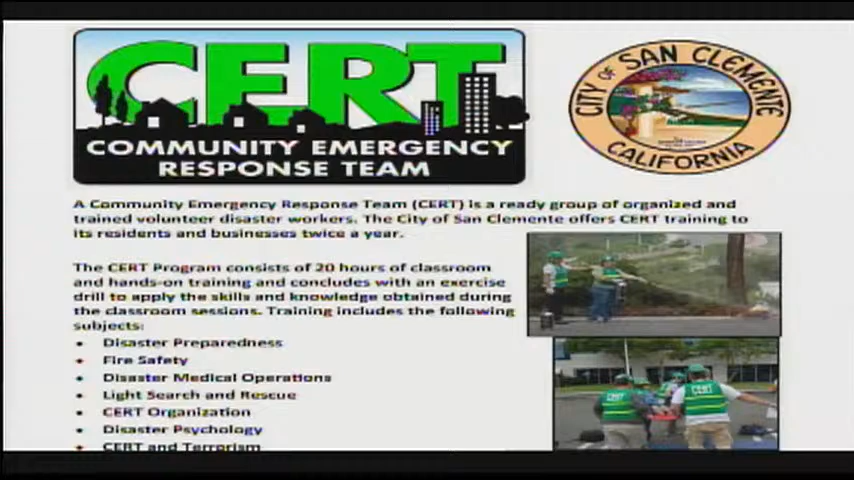 CERT
COMMUNITY EMERGENCY
RESPONSE TEAM
CITY OF SAN CLEMENTE
CALIFORNIA
A Community Emergency Response Team (CERT) is a ready group of organized and
trained volunteer disaster workers. The City of San Clemente offers CERT training to
its residents and businesses twice a year.
The CERT Program consists of 20 hours of classroom
and hands-on training and concludes with an exercise
drill to apply the skills and knowledge obtained during
the classroom sessions. Training includes the following
subjects:
• Disaster Preparedness
• Fire Safety
• Disaster Medical Operations
• Light Search and Rescue
• CERT Organization
• Disaster Psychology
• CERT and Terrorism
CERT
CERT